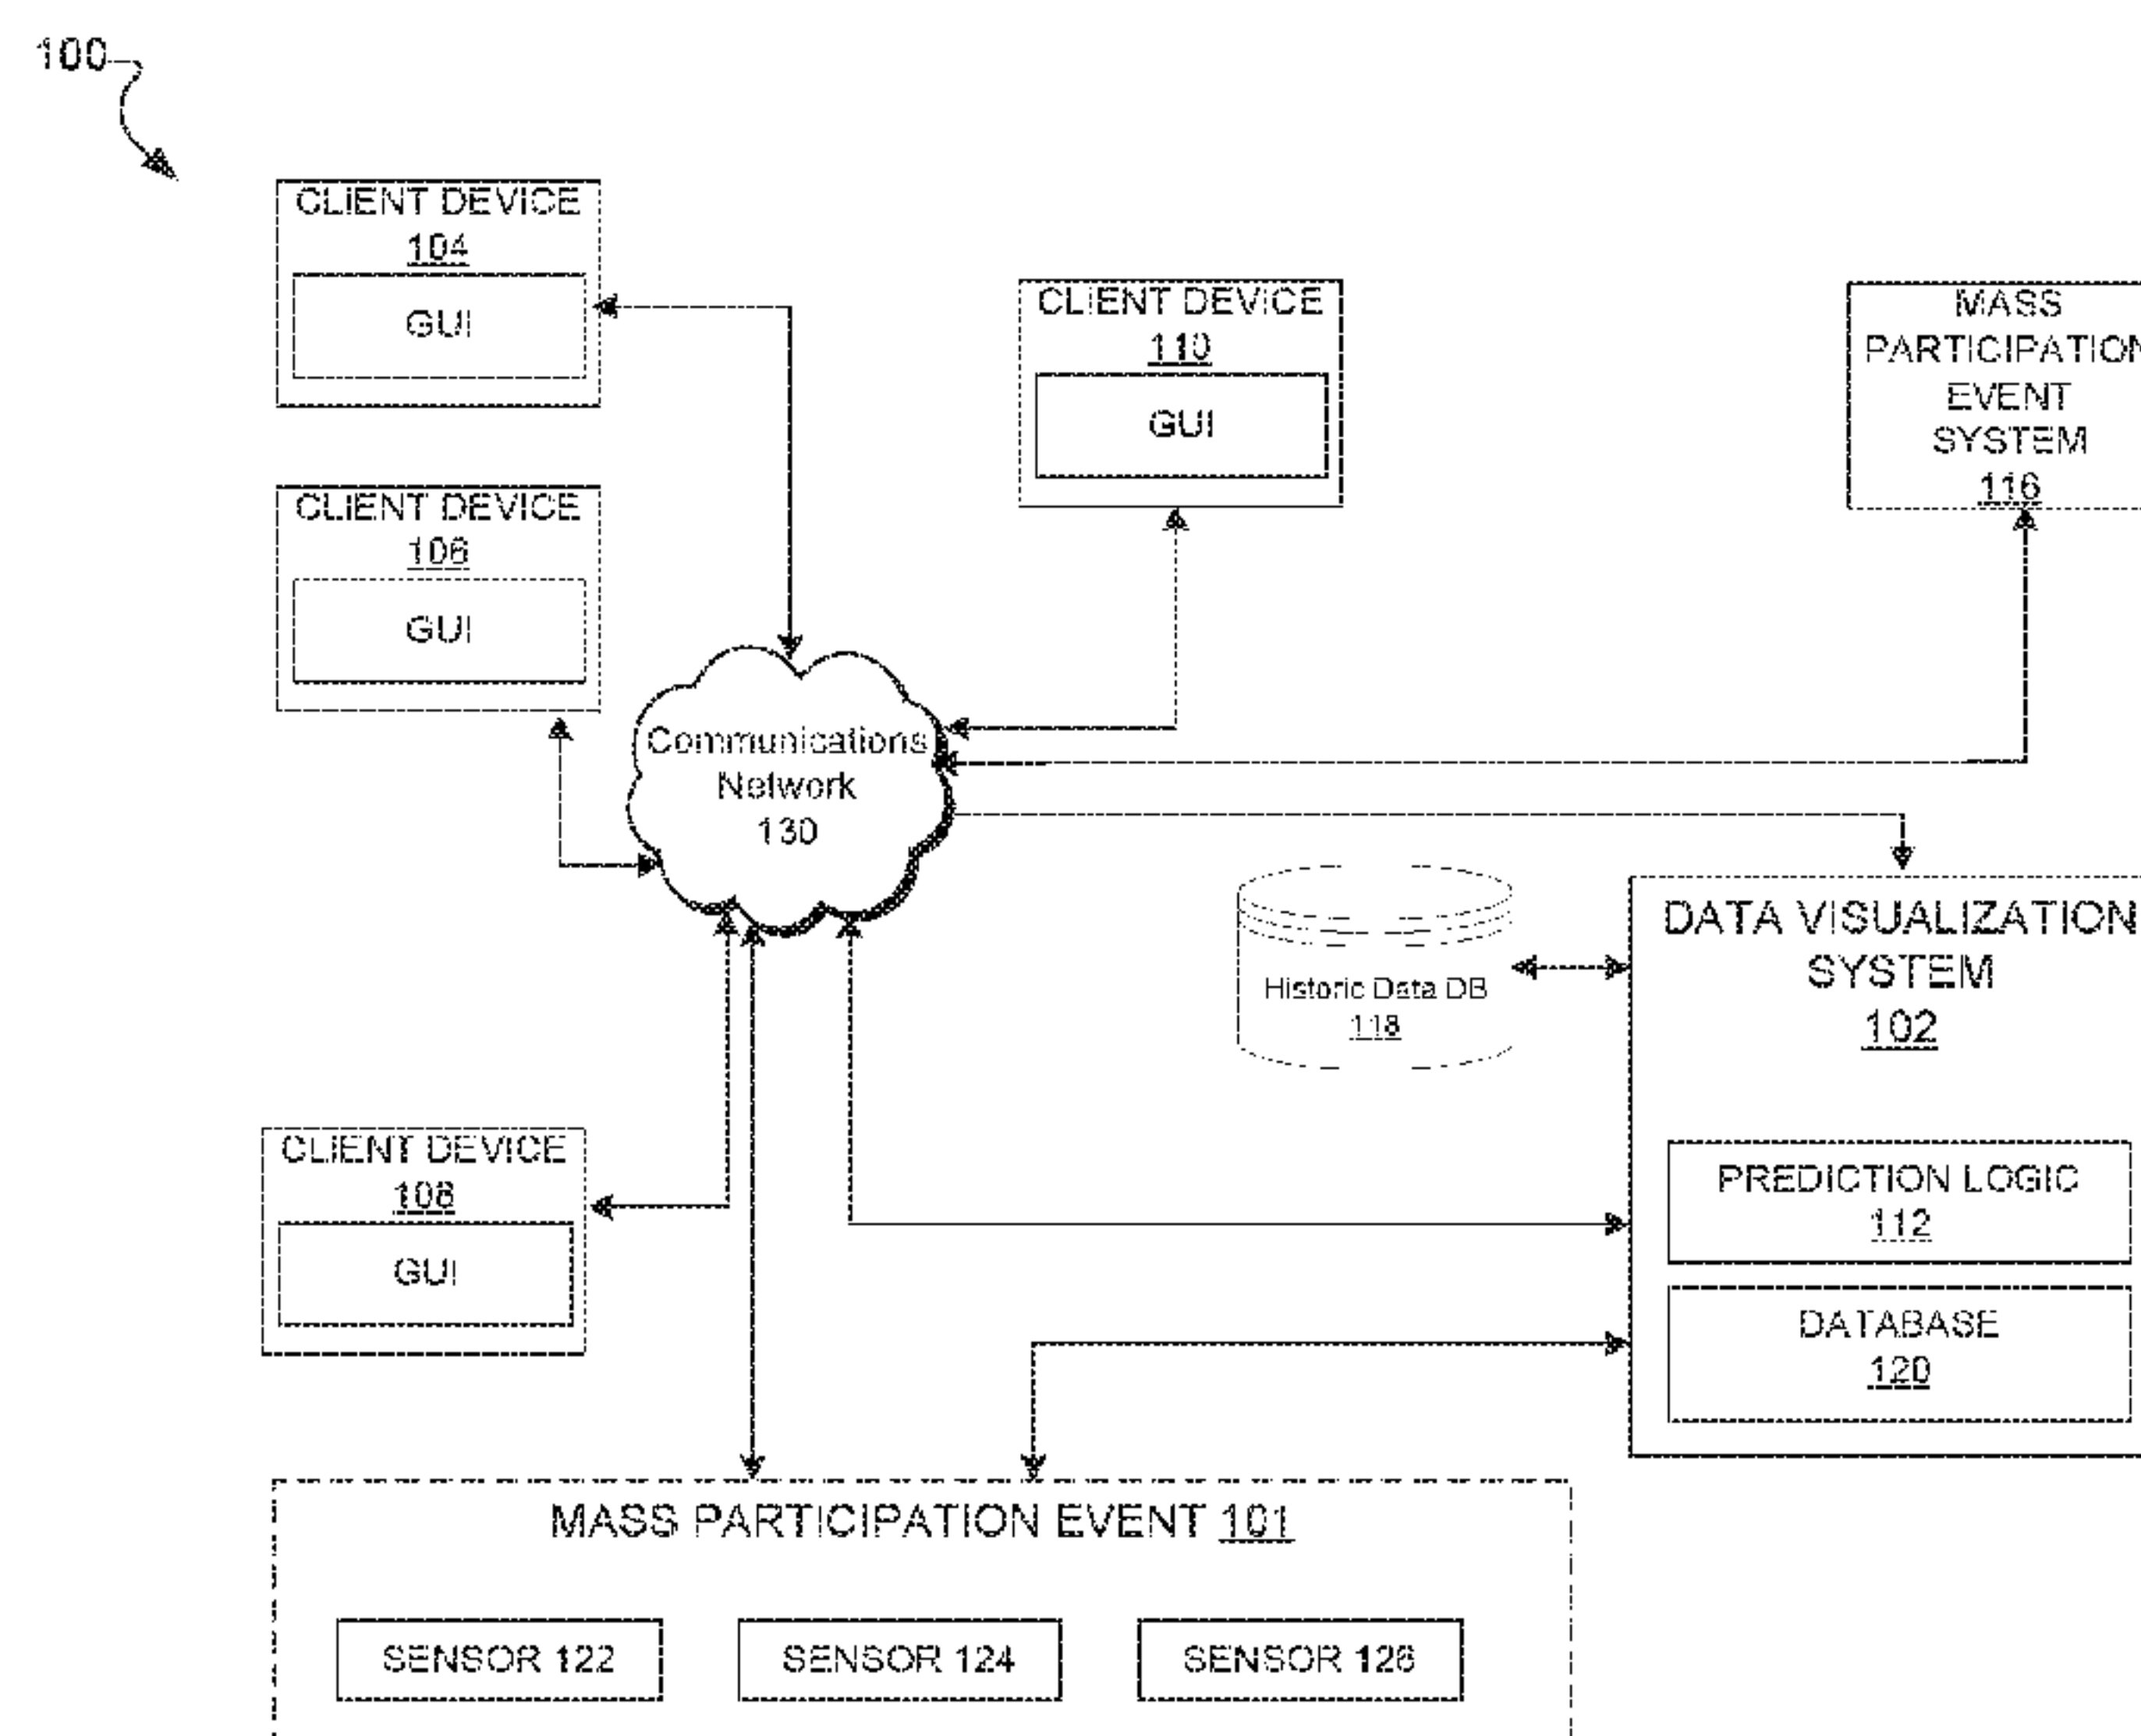 100
CLIENT DEVICE
104
GUI
CLIENT DEVICE
110
GUI
MASS
PARTICIPATION
EVENT
SYSTEM
116
CLIENT DEVICE
106
GUI
Communications
Network
130
DATA VISUALIZATION
SYSTEM
102
Historic Data DB
118
CLIENT DEVICE
108
GUI
PREDICTION LOGIC
112
DATABASE
120
MASS PARTICIPATION EVENT 101
SENSOR 122
SENSOR 124
SENSOR 126